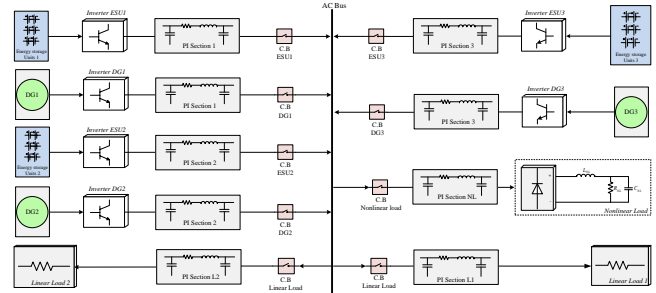 AC Bus
Inverter ESU1
Energy storage
Units 1
PI Section 1
C.B
ESU1
Inverter DG1
DG1
PI Section 1
C.B
DG1
Inverter ESU2
Energy storage
Units 2
PI Section 2
C.B
ESU2
Inverter DG2
DG2
PI Section 2
C.B
DG2
Linear Load 2
PI Section L2
C.B
Linear Load
Inverter ESU3
C.B
ESU3
PI Section 3
Energy storage
Units 3
Inverter DG3
C.B
DG3
PI Section 3
DG3
C.B
Nonlinear load
PI Section NL
Nonlinear Load
C.B
Linear Load
PI Section L1
Linear Load 1